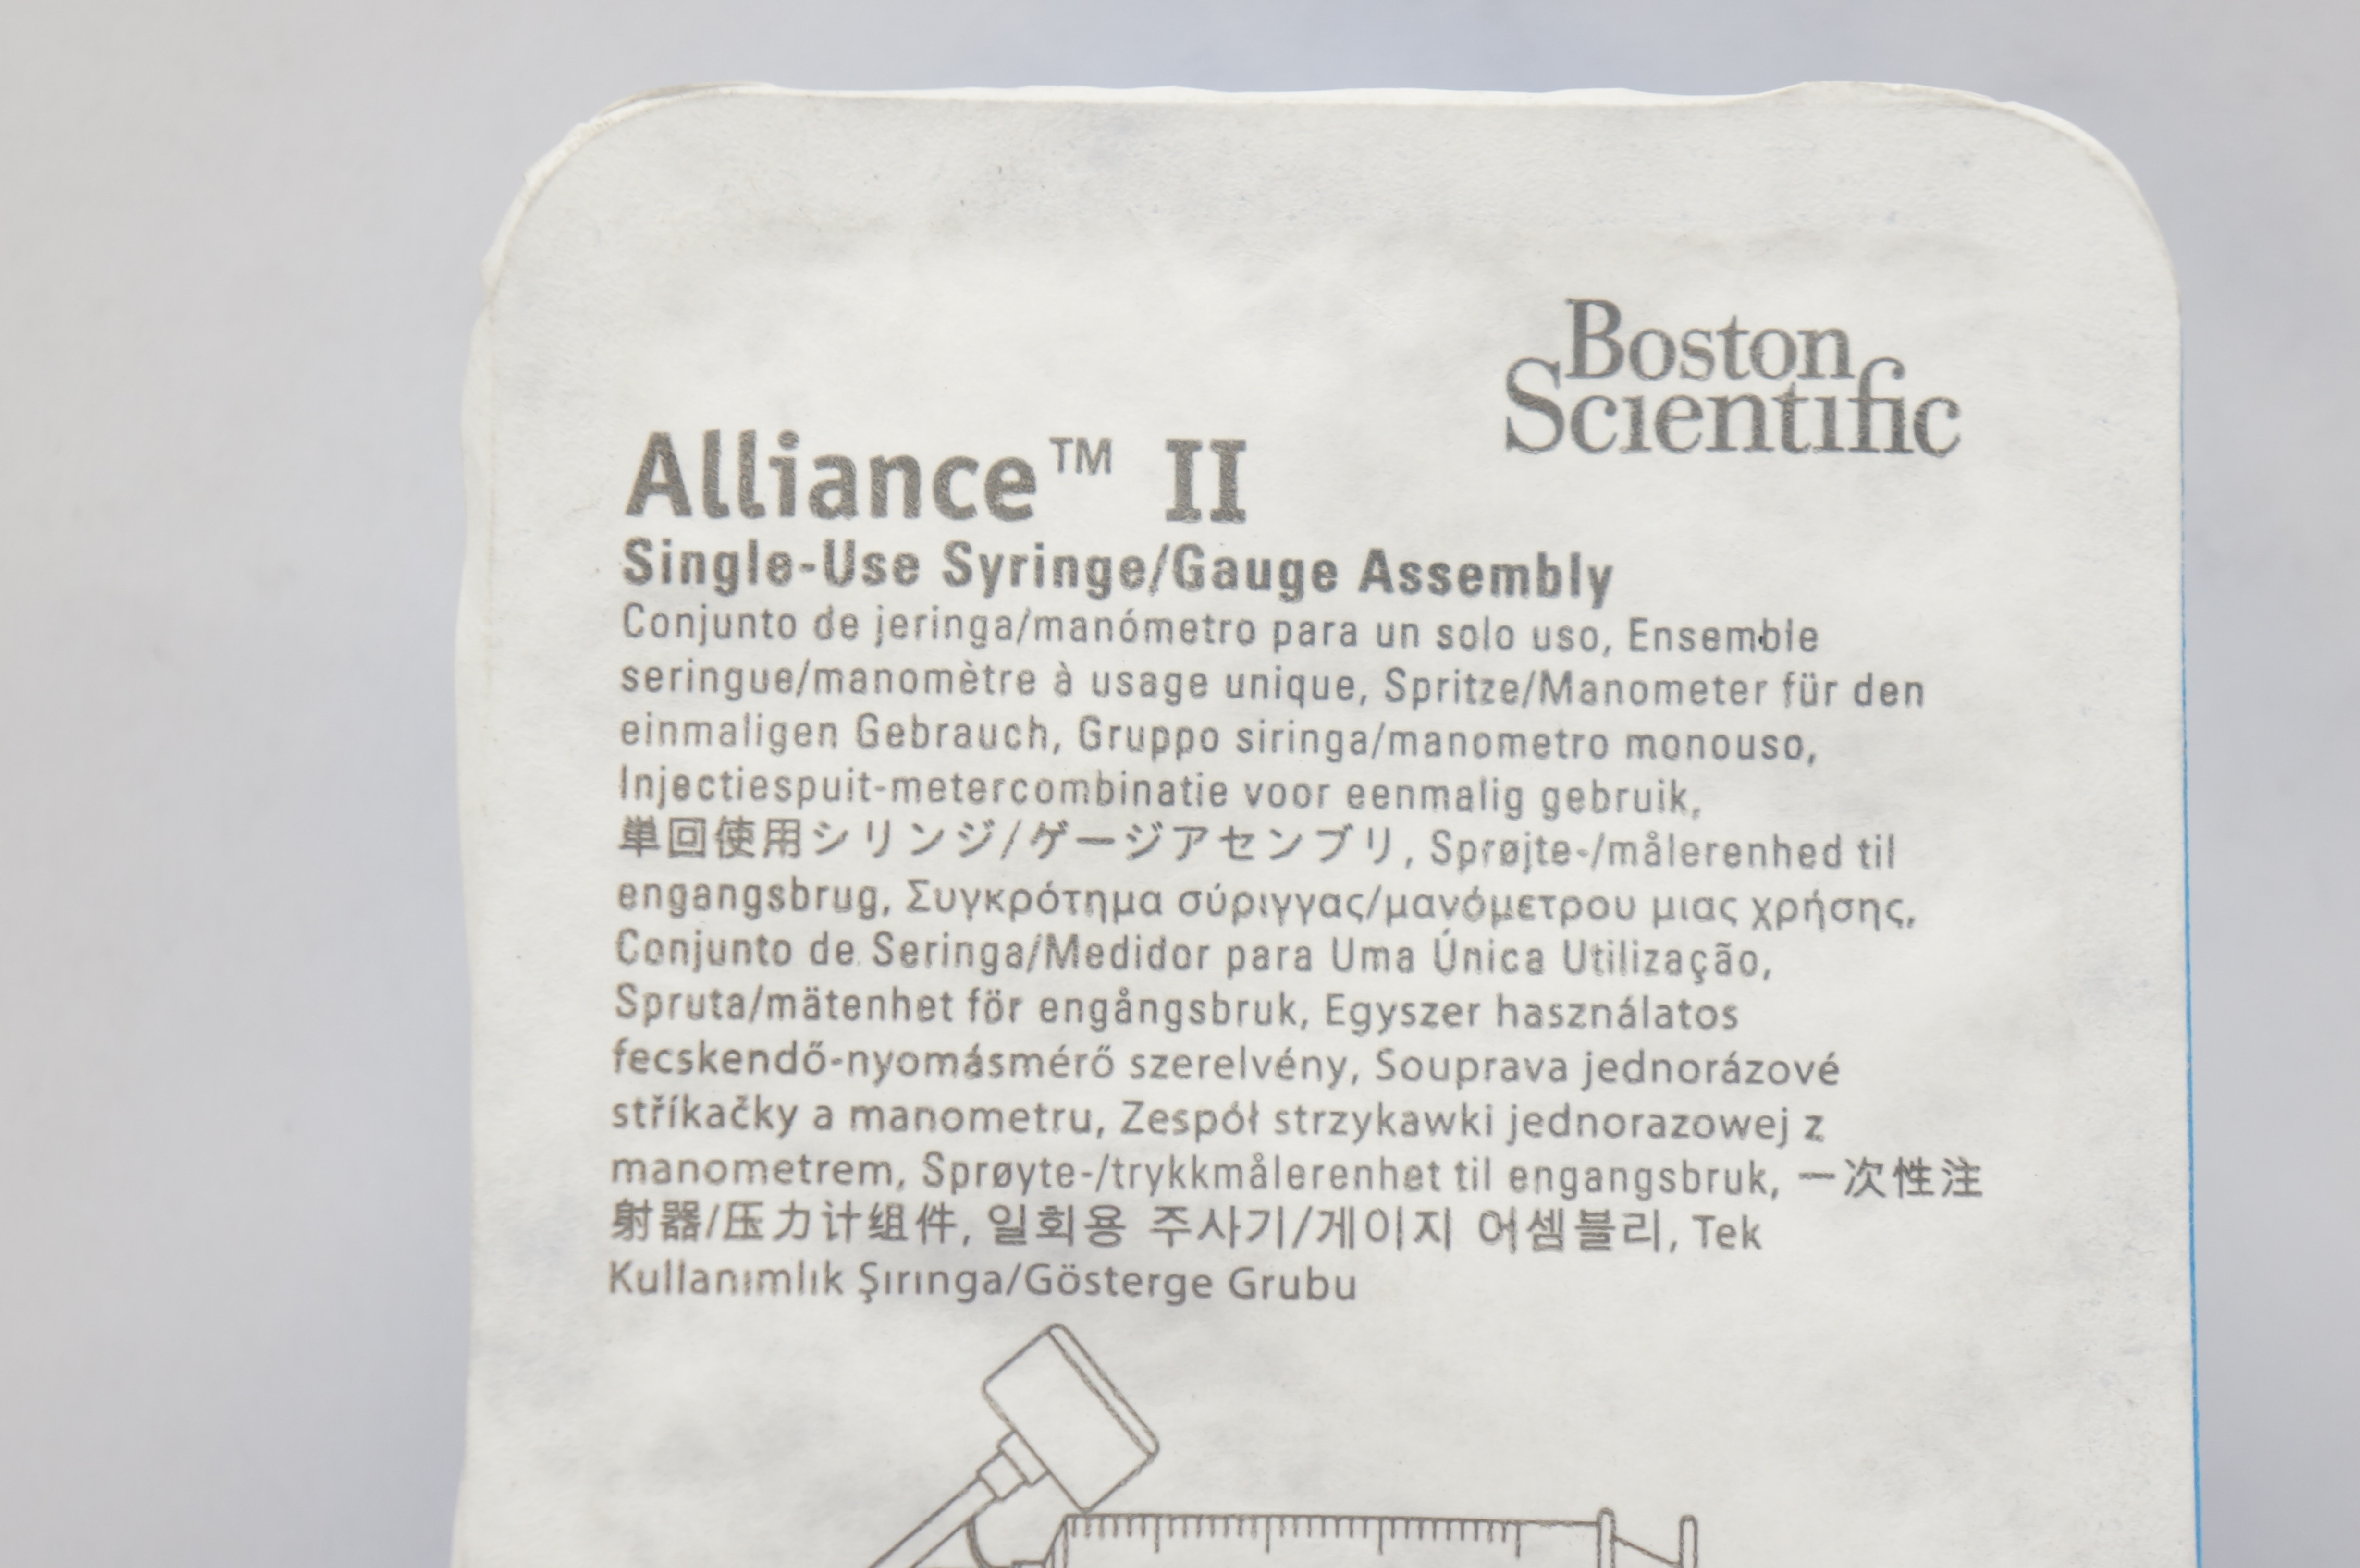 Boston
Scientific
Alliance™ II
Single-Use Syringe/Gauge Assembly
Conjunto de jeringa/manómetro para un solo uso, Ensemble
seringue/manomètre à usage unique, Spritze/Manometer für den
einmaligen Gebrauch, Gruppo siringa/manometro monouso,
Injectiespuit-metercombinatie voor eenmalig gebruik,
単回使用シリンジ/ゲージアセンブリ, Sprøjte-/målerenhed til
engangsbrug, Συγκρότημα σύριγγας/μανόμετρου μιας χρήσης,
Conjunto de Seringa/Medidor para Uma Única Utilização,
Spruta/mätenhet för engångsbruk, Egyszer használatos
fecskendő-nyomásmérő szerelvény, Souprava jednorázové
stříkačky a manometru, Zespół strzykawki jednorazowej z
manometrem, Sprøyte-/trykkmålerenhet til engangsbruk, 一次性注
射器/压力计组件, 일회용 주사기/게이지 어셈블리, Tek
Kullanımlık Şırınga/Gösterge Grubu